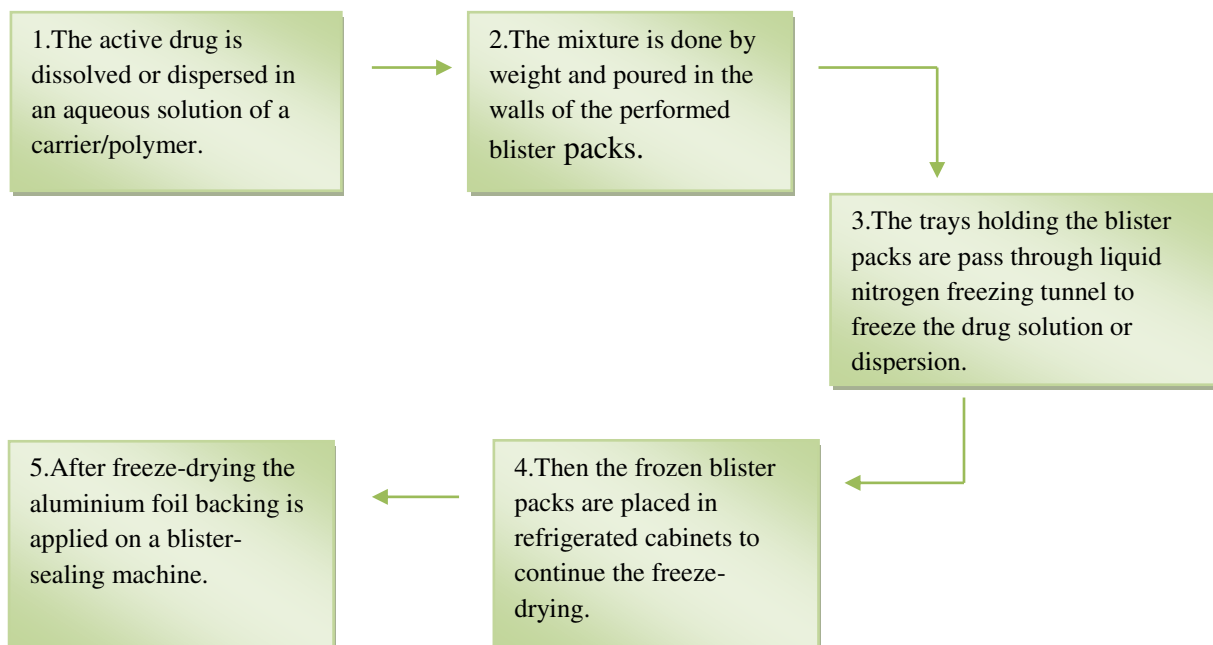 1.The active drug is
dissolved or dispersed in
an aqueous solution of a
carrier/polymer.
2.The mixture is done by
weight and poured in the
walls of the performed
blister packs.
3.The trays holding the blister
packs are pass through liquid
nitrogen freezing tunnel to
freeze the drug solution or
dispersion.
4.Then the frozen blister
packs are placed in
refrigerated cabinets to
continue the freeze-
drying.
5.After freeze-drying the
aluminium foil backing is
applied on a blister-
sealing machine.